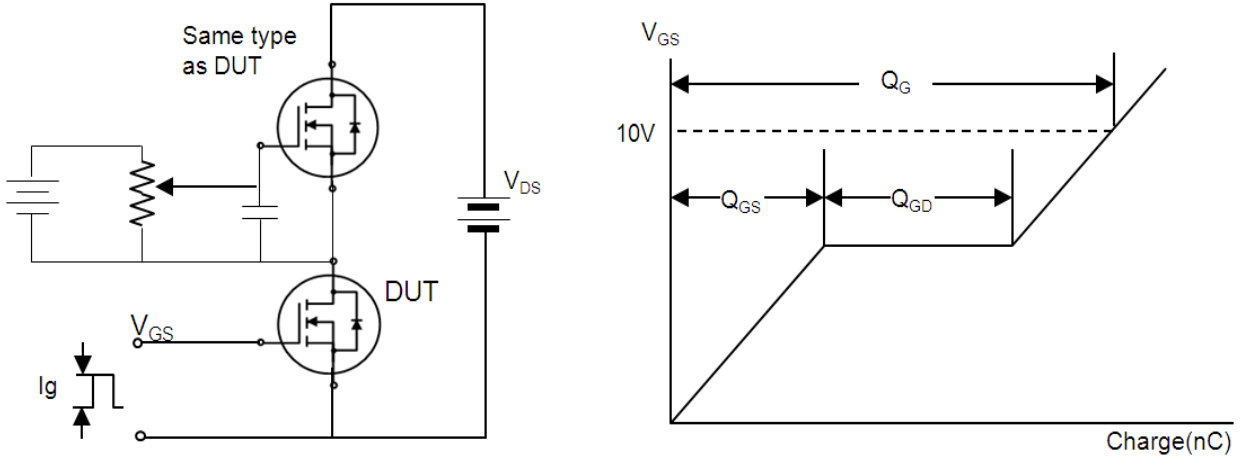 Same type
as DUT
V_DS
DUT
V_GS
Ig
V_GS
Q_G
10V
Q_GS
Q_GD
Charge(nC)